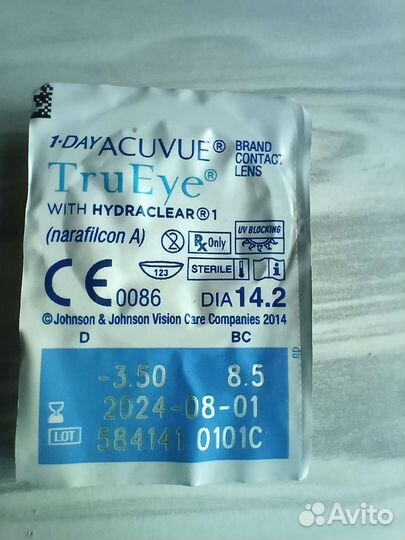 1-DAY ACUVUE® BRAND CONTACT LENS
TruEye®
WITH HYDRACLEAR®1
(narafilcon A)
2
Rx Only
UV BLOCKING
123
STERILE
i
CE 0086
DIA 14.2
© Johnson & Johnson Vision Care Companies 2014
D BC
-3.50 8.5
2024-08-01
LOT 584141 0101C
Avito